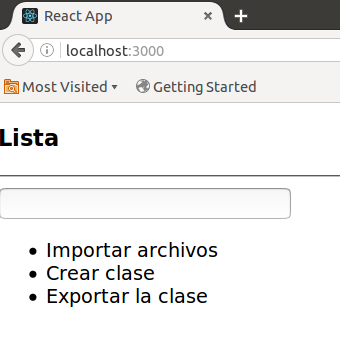 React App
localhost:3000
Most Visited Getting Started
Lista
Importar archivos
Crear clase
Exportar la clase